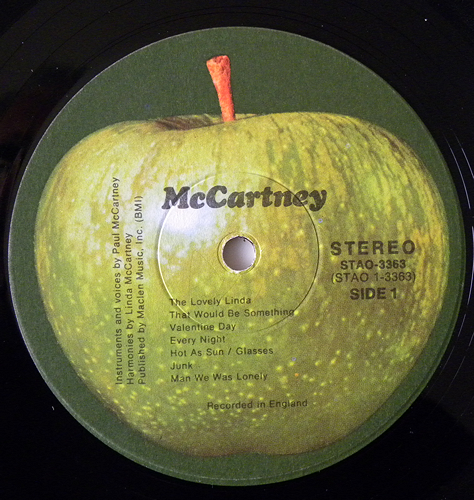 McCartney
Instruments and voices by Paul McCartney
Harmonies by Linda McCartney
Published by Maclen Music, Inc. (BMI)
STEREO
STAO-3363
(STAO 1-3363)
SIDE 1
The Lovely Linda
That Would Be Something
Valentine Day
Every Night
Hot As Sun / Glasses
Junk
Man We Was Lonely
Recorded in England